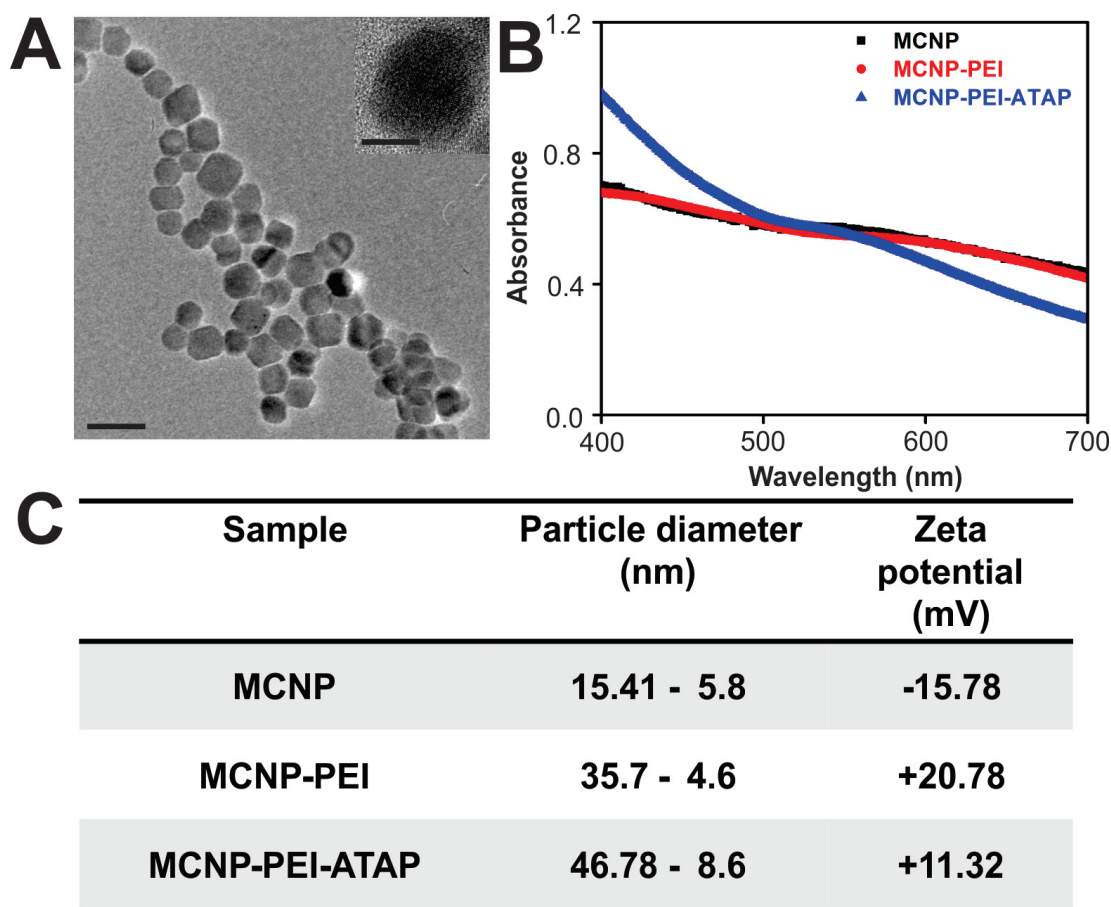 A
B
1.2
0.8
0.4
0.0
Absorbance
MCNP
MCNP-PEI
MCNP-PEI-ATAP
400 500 600 700
Wavelength (nm)
C
Sample Particle diameter (nm) Zeta potential (mV)
MCNP 15.41 - 5.8 -15.78
MCNP-PEI 35.7 - 4.6 +20.78
MCNP-PEI-ATAP 46.78 - 8.6 +11.32